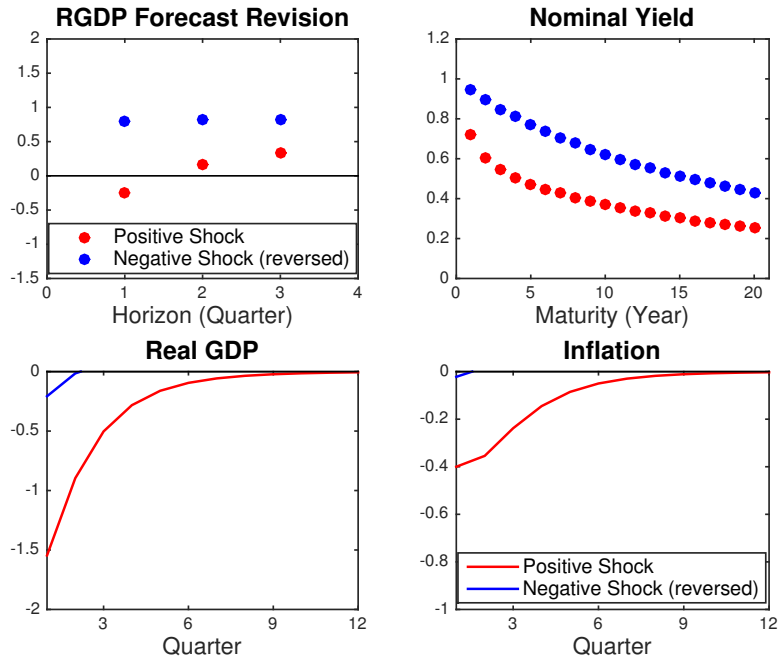 RGDP Forecast Revision
2
1.5
1
0.5
0
-0.5
-1
-1.5
Positive Shock
Negative Shock (reversed)
0 1 2 3 4
Horizon (Quarter)
Nominal Yield
1.2
1
0.8
0.6
0.4
0.2
0
0 5 10 15 20
Maturity (Year)
Real GDP
0
-0.5
-1
-1.5
-2
3 6 9 12
Quarter
Inflation
0
-0.2
-0.4
-0.6
-0.8
-1
Positive Shock
Negative Shock (reversed)
3 6 9 12
Quarter